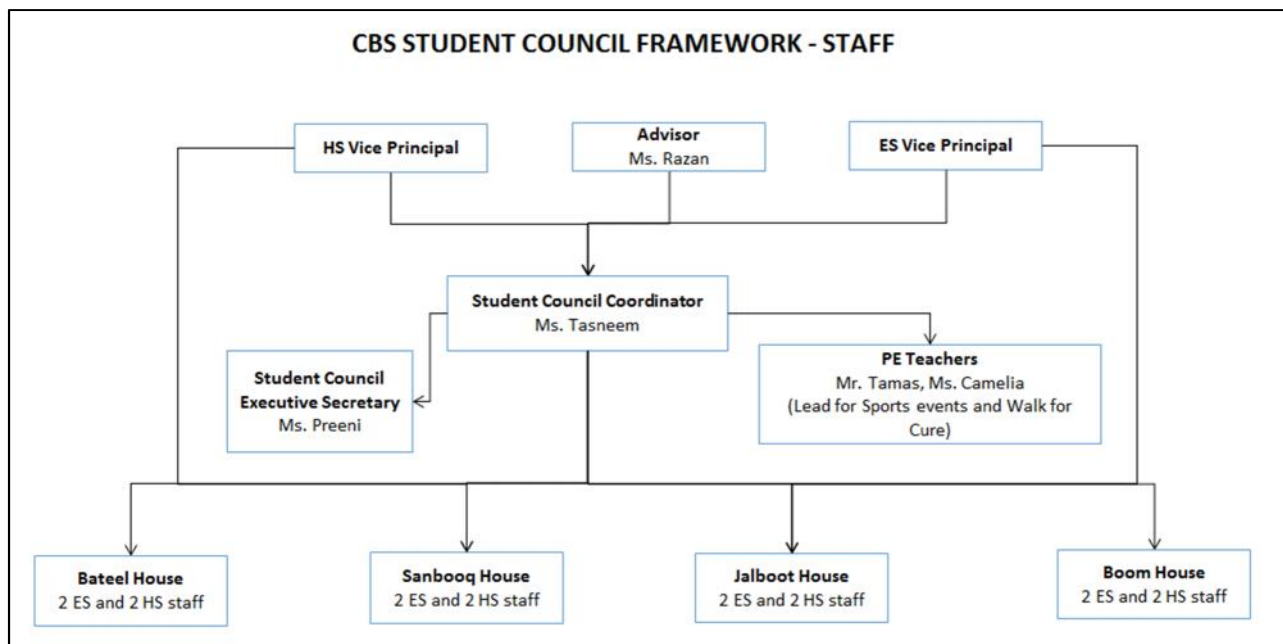 CBS STUDENT COUNCIL FRAMEWORK - STAFF
HS Vice Principal
Advisor
Ms. Razan
ES Vice Principal
Student Council Coordinator
Ms. Tasneem
Student Council
Executive Secretary
Ms. Preeni
PE Teachers
Mr. Tamas, Ms. Camelia
(Lead for Sports events and Walk for
Cure)
Bateel House
2 ES and 2 HS staff
Sanbooq House
2 ES and 2 HS staff
Jalboot House
2 ES and 2 HS staff
Boom House
2 ES and 2 HS staff